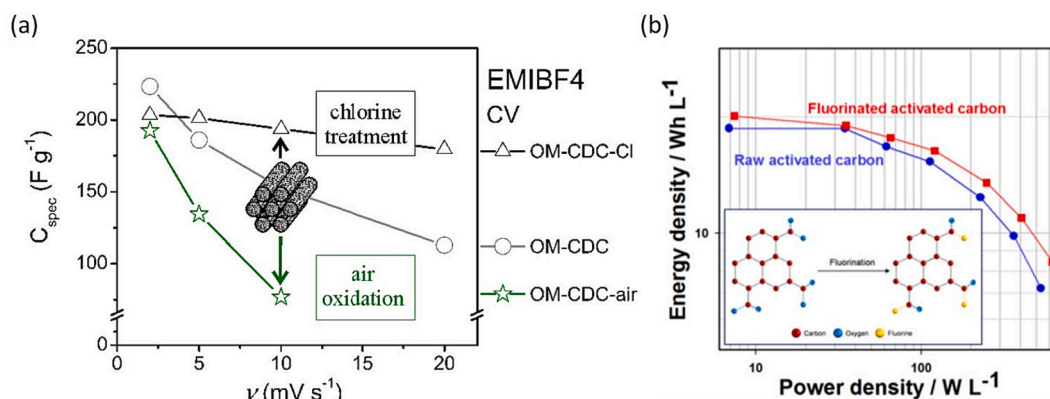 (a)
250
200
150
100
50
0
C spec (F g⁻¹)
0 5 10 15 20
ν (mV s⁻¹)
chlorine
treatment
air
oxidation
EMIBF4
CV
OM-CDC-Cl
OM-CDC
OM-CDC-air
(b)
Energy density / Wh L⁻¹
10
Fluorinated activated carbon
Raw activated carbon
Fluorination
Carbon Oxygen Fluorine
10 100
Power density / W L⁻¹